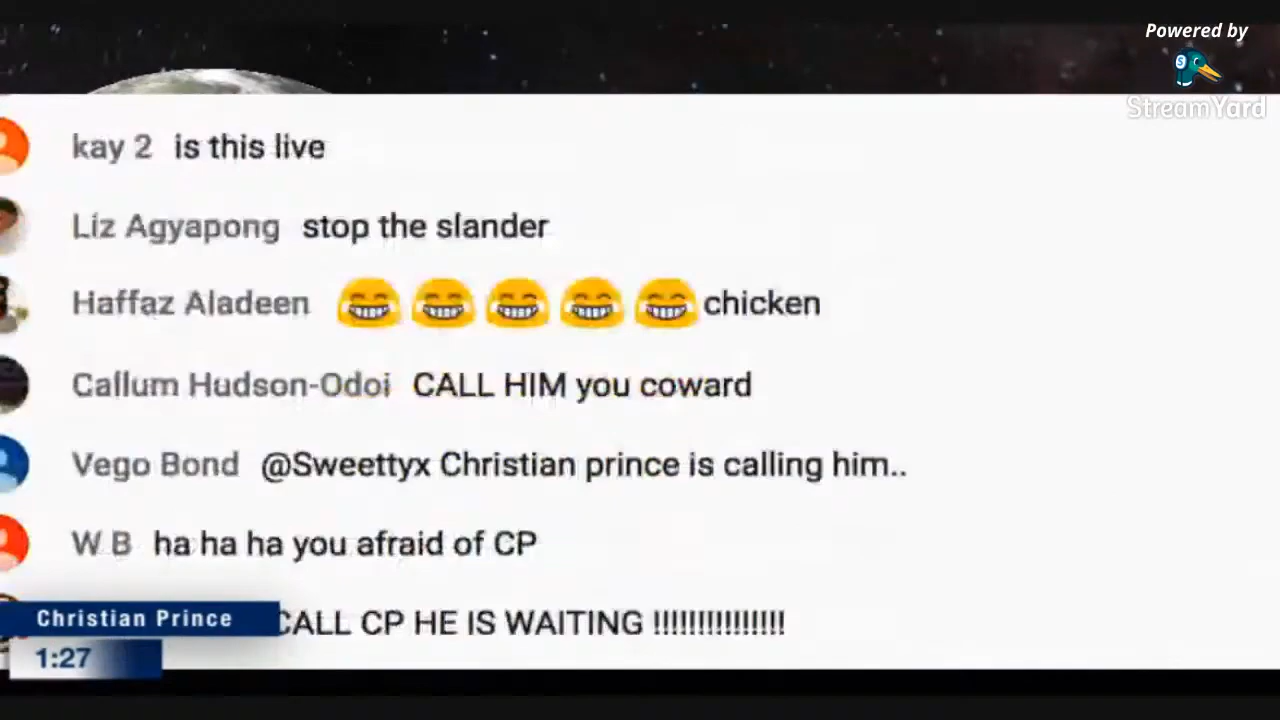 Powered by
StreamYard
kay 2 is this live
Liz Agyapong stop the slander
Haffaz Aladeen 😂😂😂😂😂chicken
Callum Hudson-Odoi CALL HIM you coward
Vego Bond @Sweettyx Christian prince is calling him..
W B ha ha ha you afraid of CP
CALL CP HE IS WAITING !!!!!!!!!!!!!!!
Christian Prince
1:27